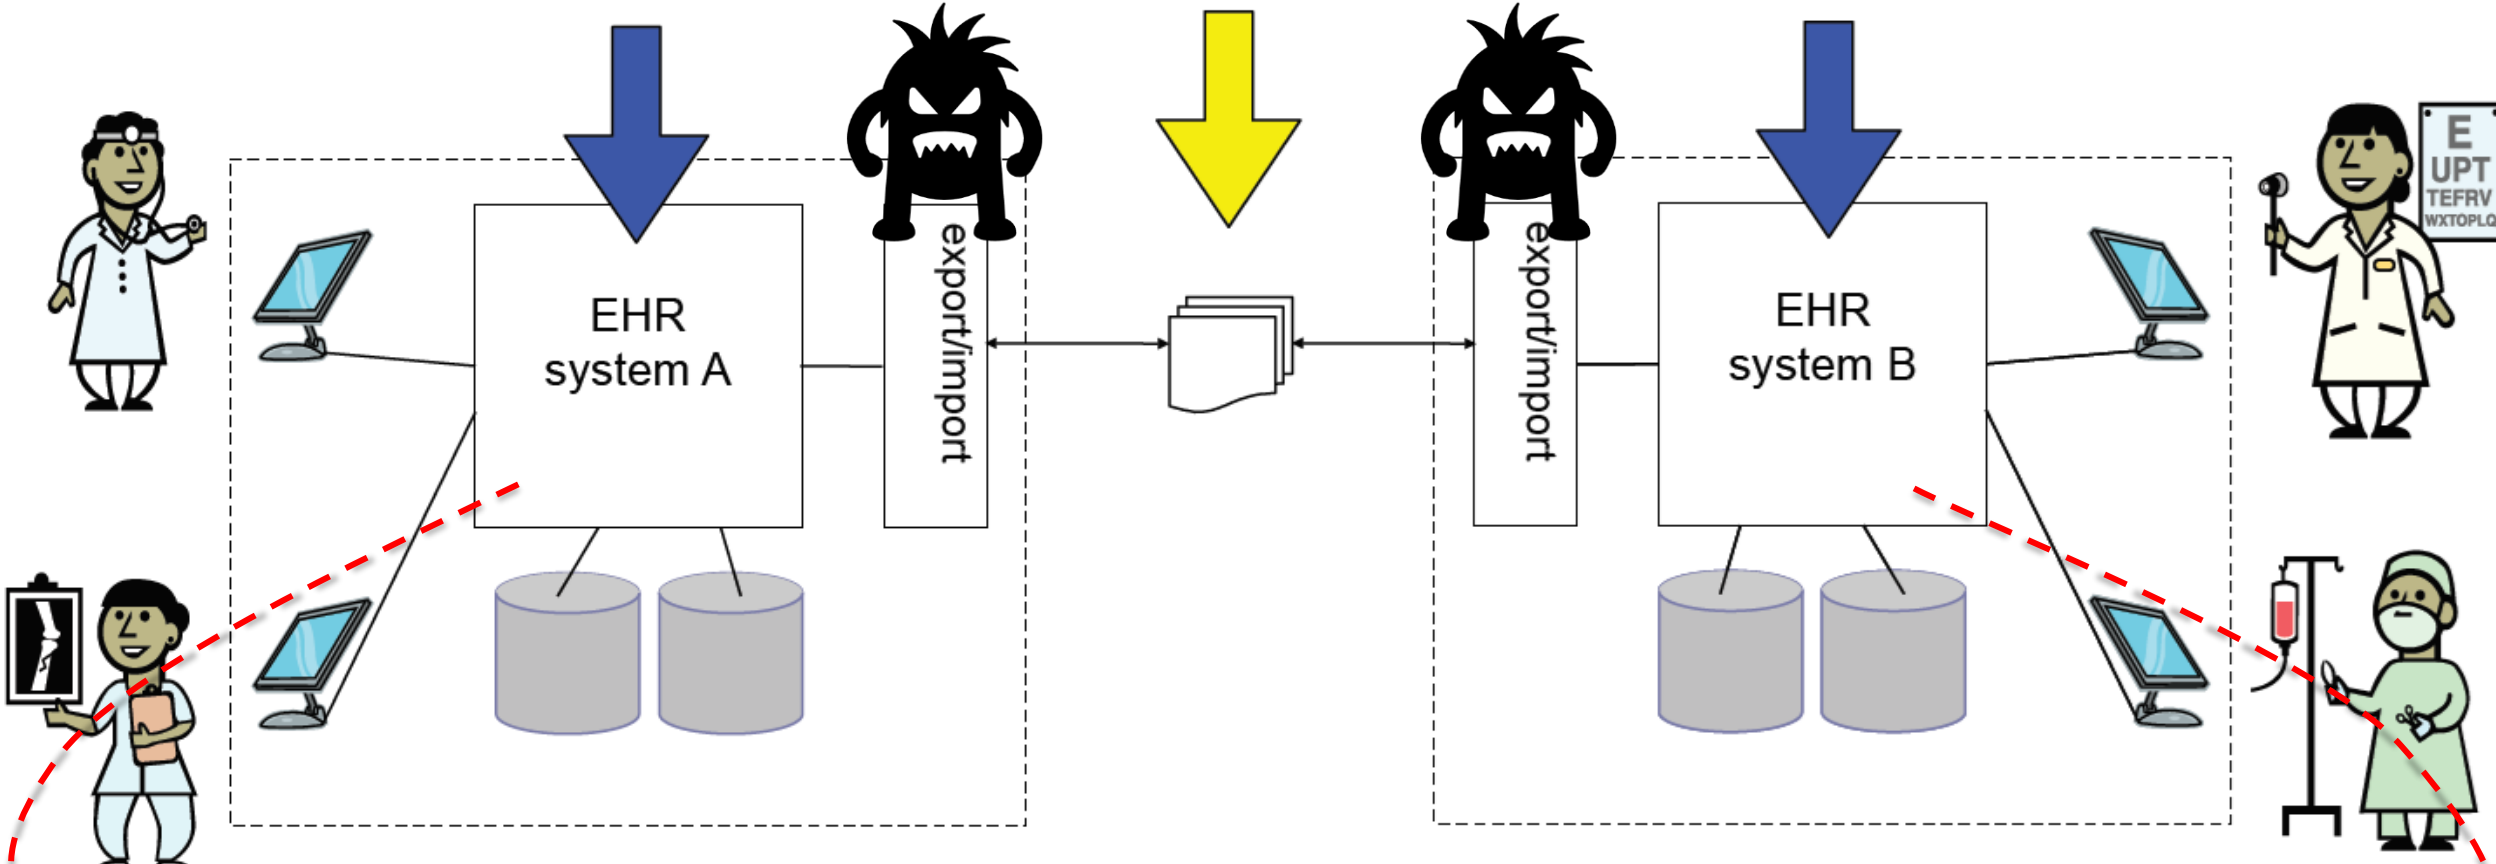 EHR
system A
export/import
export/import
EHR
system B
E
UPT
TEFRV
WXTOPLQ